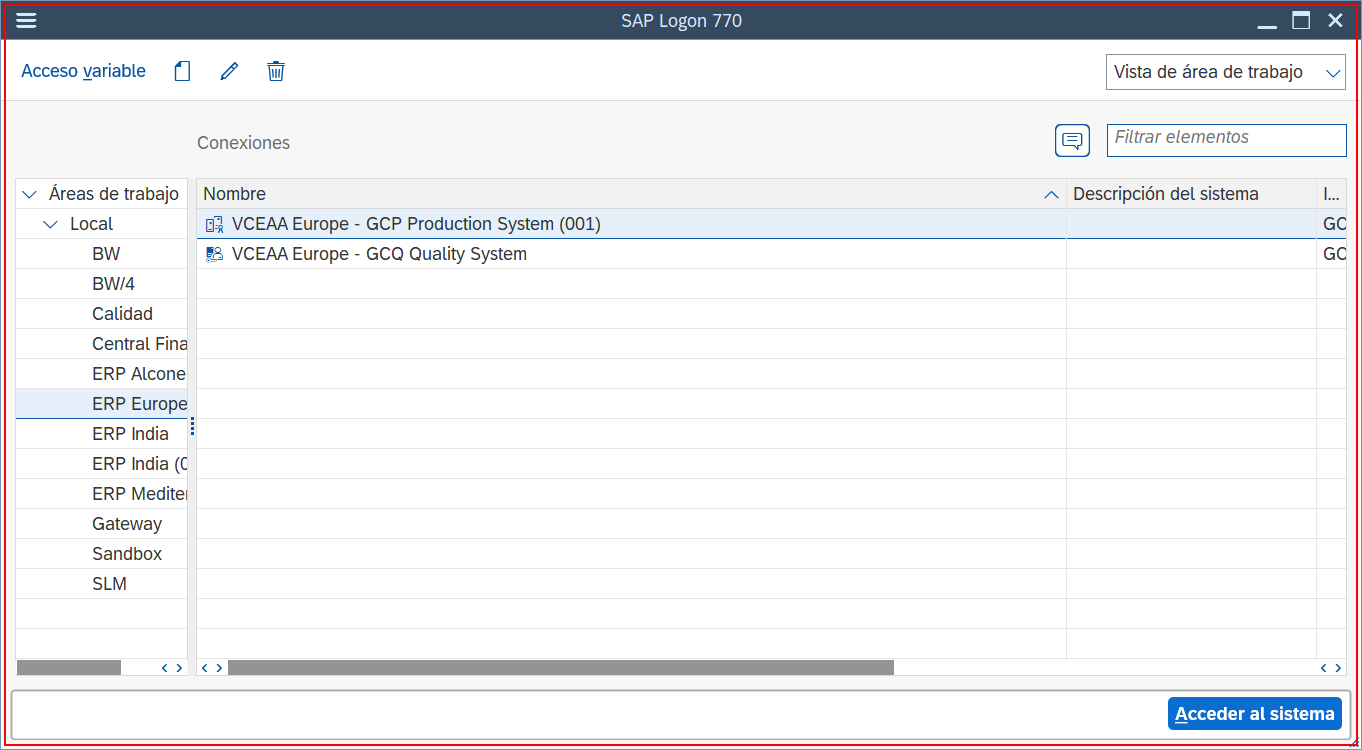 SAP Logon 770
Acceso variable
Vista de área de trabajo
Conexiones
Filtrar elementos
Áreas de trabajo
Nombre
Descripción del sistema
I...
Local
VCEAA Europe - GCP Production System (001)
GC
BW
VCEAA Europe - GCQ Quality System
GC
BW/4
Calidad
Central Fina
ERP Alcone
ERP Europe
ERP India
ERP India (0
ERP Mediter
Gateway
Sandbox
SLM
Acceder al sistema